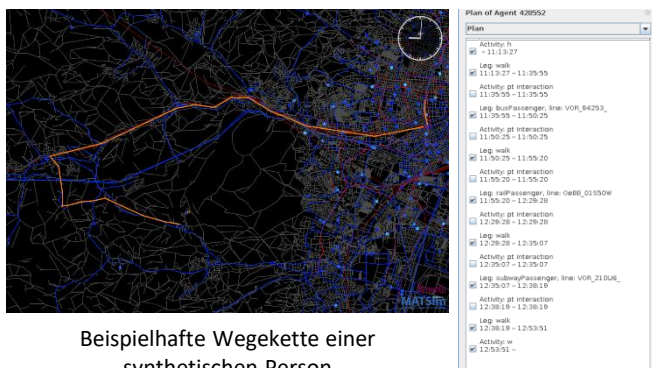 Plan of Agent 428552
Plan
Activity: h
- 11:13:27
Leg: walk
11:13:27 - 11:35:55
Activity: pt interaction
11:35:55 - 11:35:55
Leg: busPassenger, line: VOR_94253_
11:35:55 - 11:50:25
Activity: pt interaction
11:50:25 - 11:50:25
Leg: walk
11:50:25 - 11:55:20
Activity: pt interaction
11:55:20 - 11:55:20
Leg: railPassenger, line: OeBB_01S50W
11:55:20 - 12:29:28
Activity: pt interaction
12:29:28 - 12:29:28
Leg: walk
12:29:28 - 12:35:07
Activity: pt interaction
12:35:07 - 12:35:07
Leg: subwayPassenger, line: VOR_210U6_
12:35:07 - 12:38:19
Activity: pt interaction
12:38:19 - 12:38:19
Leg: walk
12:38:19 - 12:53:51
Activity: w
12:53:51 -
MATSim
Beispielhafte Wegekette einer
synthetischen Person